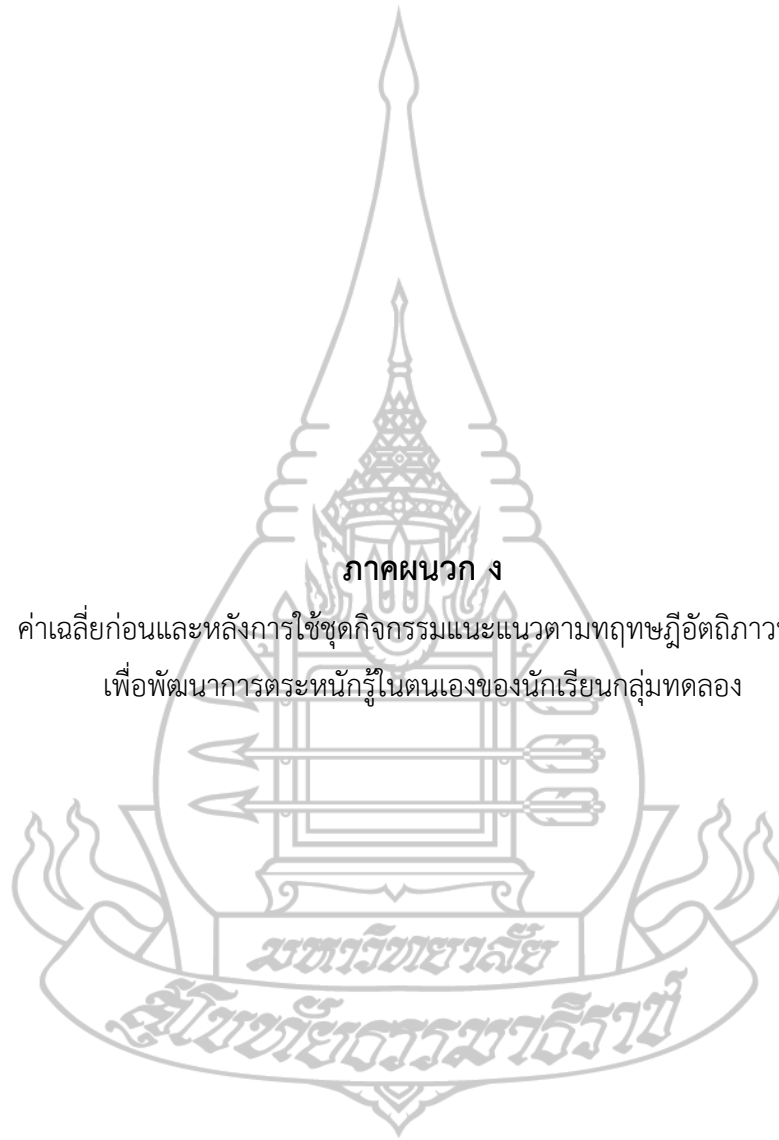 ภาคผนวก ง
ค่าเฉลี่ยก่อนและหลังการใช้ชุดกิจกรรมแนะแนวตามทฤทษฎีอัตถิภาว
เพื่อพัฒนาการตระหนักรู้ในตนเองของนักเรียนกลุ่มทดลอง
มหาวิทยาลัย
สุโขทัยธรรมาธิราช